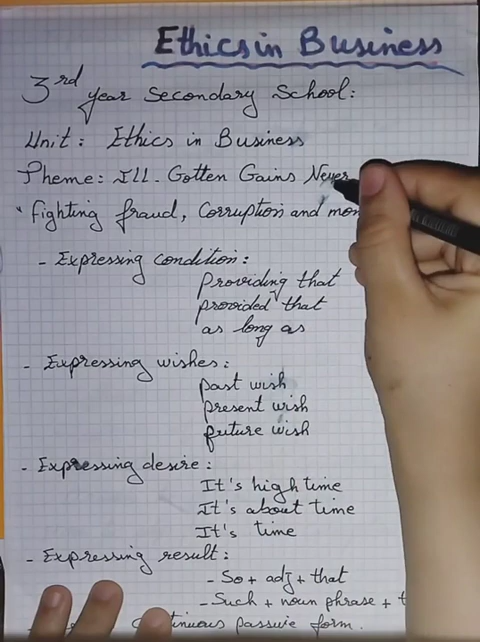 Ethics in Business
3rd year Secondary School:
Unit: Ethics in Business
Theme: Ill. Gotten Gains Never
"Fighting fraud, Corruption and
- Expressing condition:
Providing that
provided that
as long as
- Expressing wishes:
past wish
present wish
future wish
- Expressing desire:
It's high time
It's about time
It's time
- Expressing result:
- So + adj + that
- Such + noun phrase +
passive form.